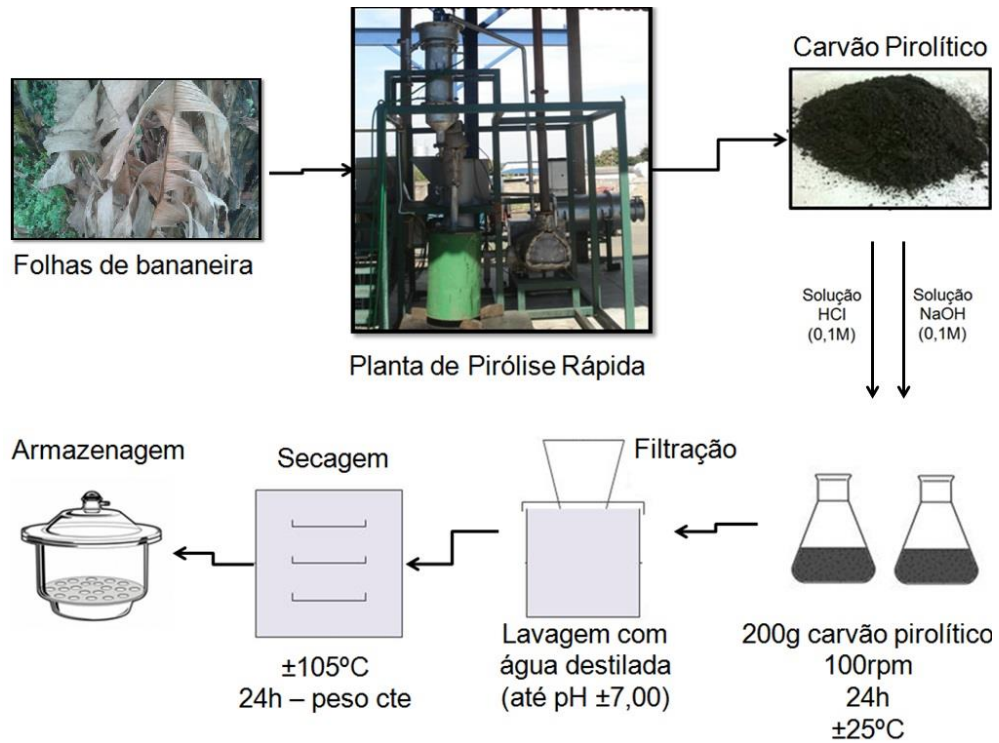 Folhas de bananeira
Planta de Pirólise Rápida
Carvão Pirolítico
Solução
HCl
(0,1M)
Solução
NaOH
(0,1M)
200g carvão pirolítico
100rpm
24h
±25ºC
Filtração
Lavagem com
água destilada
(até pH ±7,00)
Secagem
±105ºC
24h – peso cte
Armazenagem